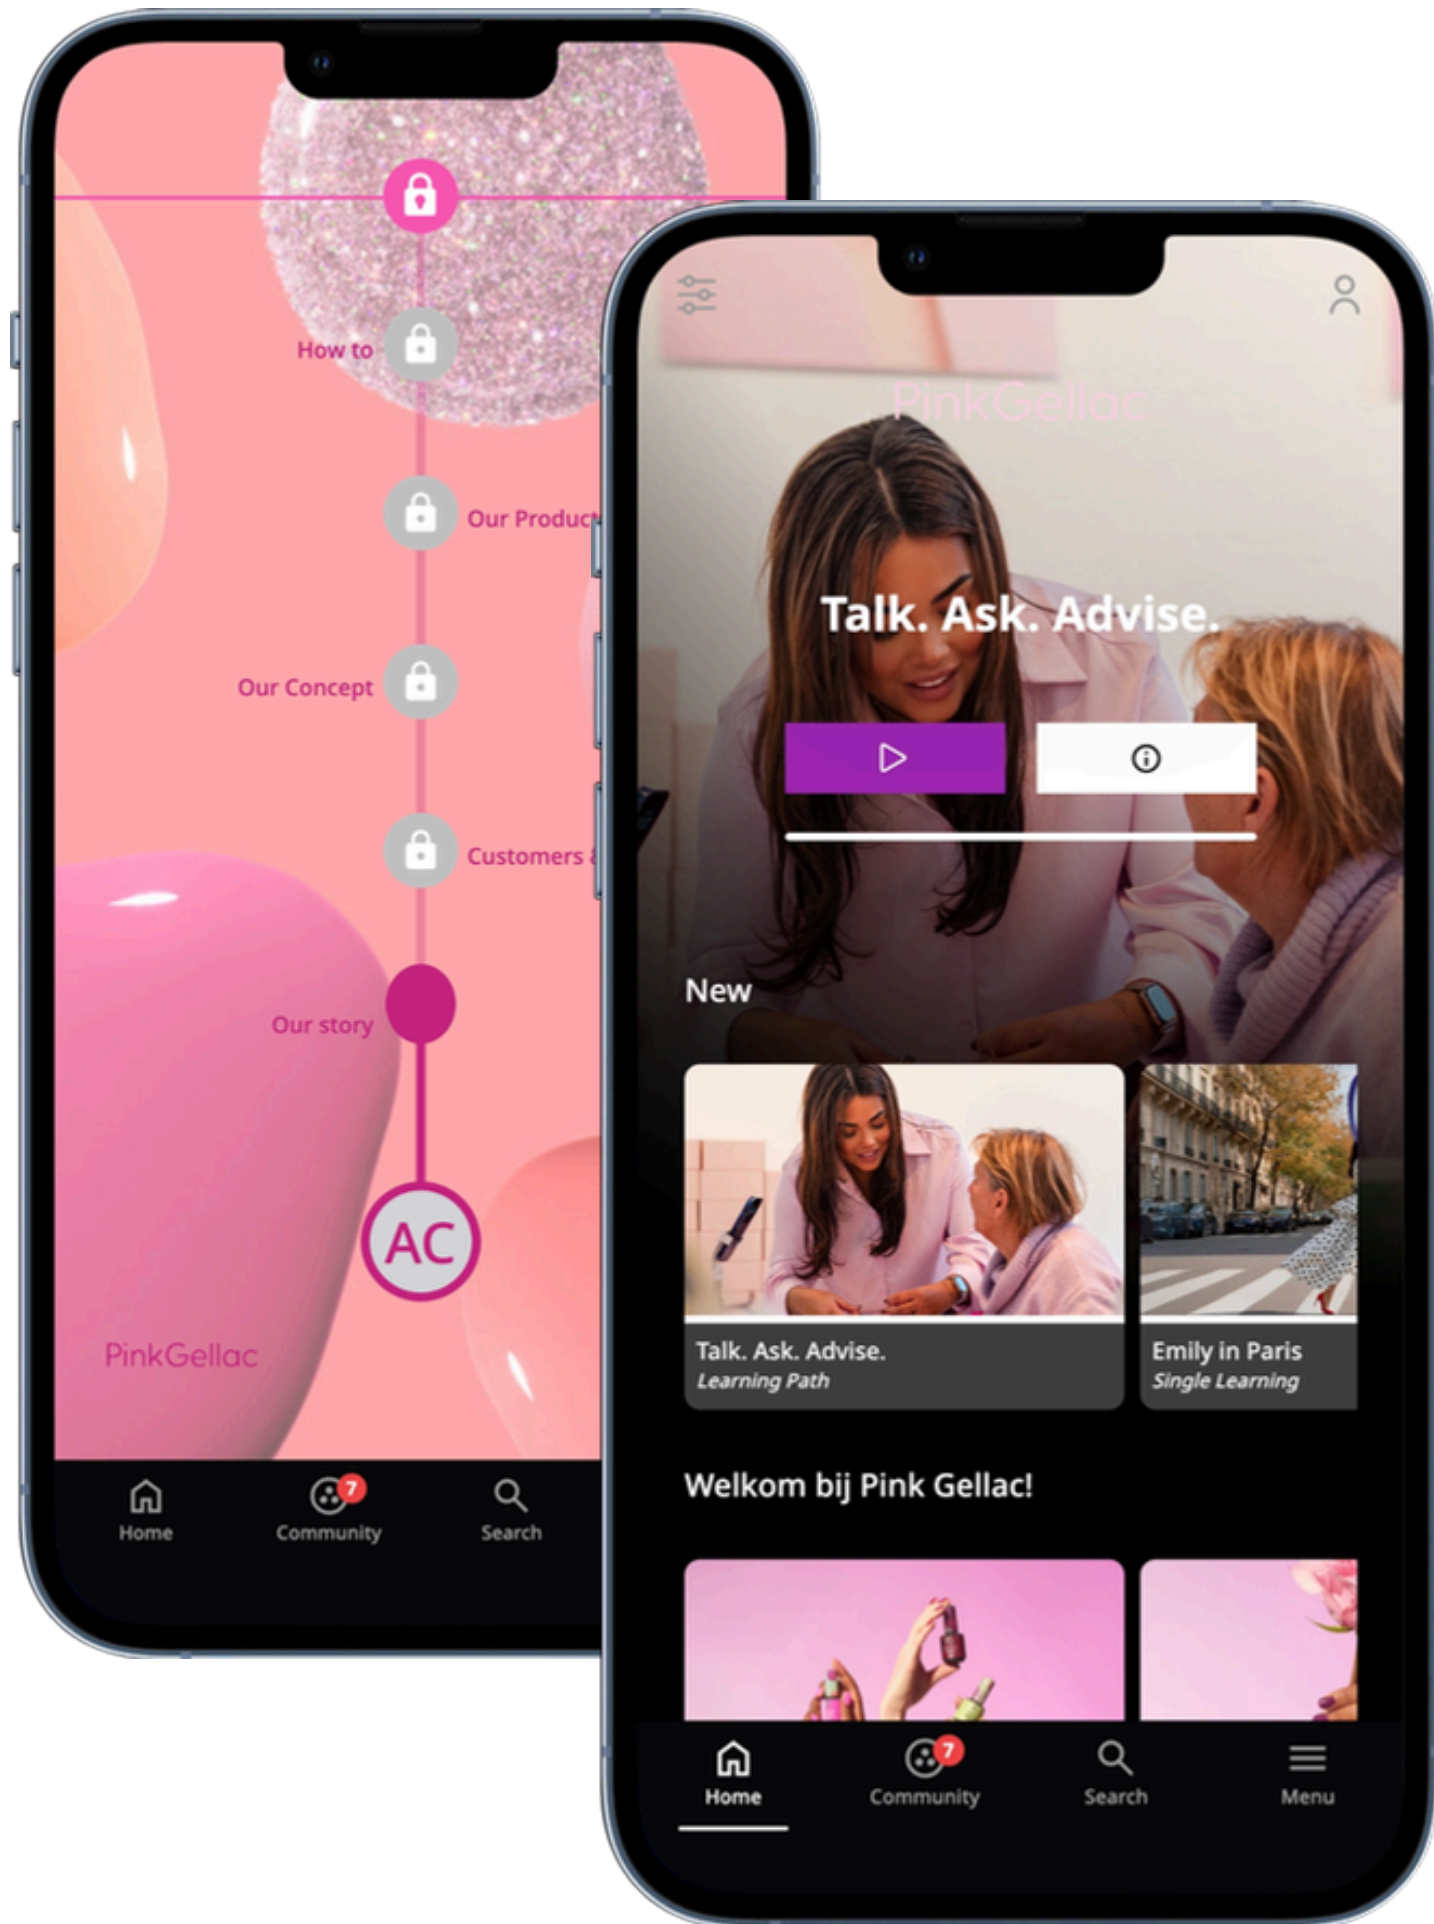 How to
Our Product
Our Concept
Customers
Our story
AC
PinkGellac
Home
7
Community
Search
PinkGellac
Talk. Ask. Advise.
New
Talk. Ask. Advise.
Learning Path
Emily in Paris
Single Learning
Welkom bij Pink Gellac!
Home
7
Community
Search
Menu